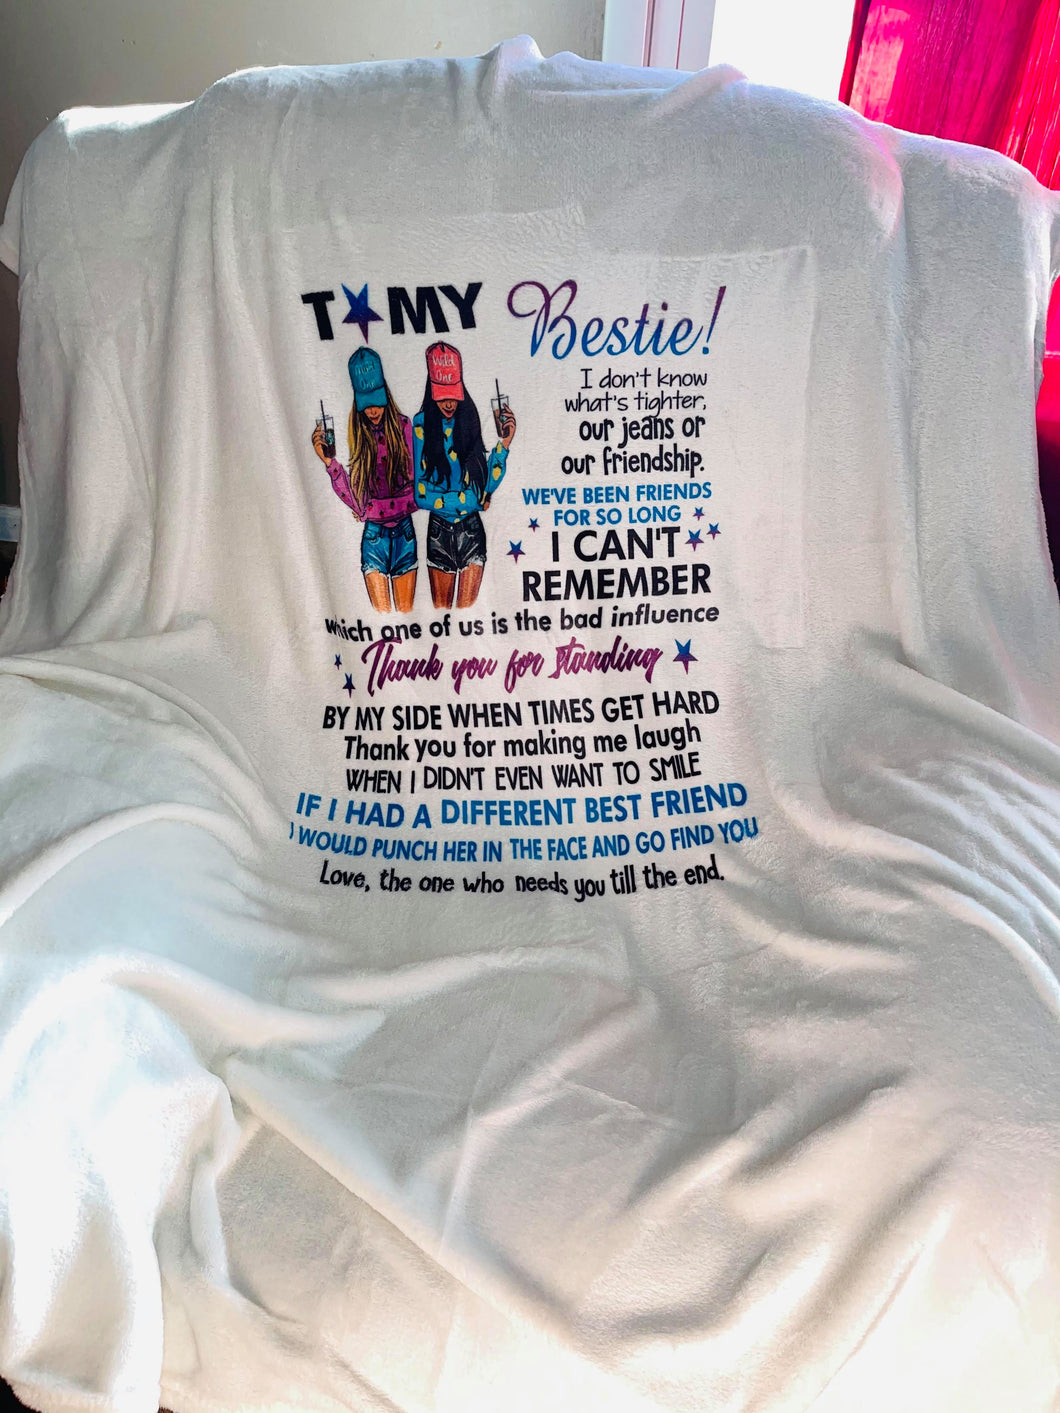 T★MY Bestie!
I don't know
what's tighter,
our jeans or
our friendship.
WE'VE BEEN FRIENDS
FOR SO LONG
I CAN'T
REMEMBER
Which one of us is the bad influence
Thank you for standing
BY MY SIDE WHEN TIMES GET HARD
Thank you for making me laugh
WHEN I DIDN'T EVEN WANT TO SMILE
IF I HAD A DIFFERENT BEST FRIEND
I WOULD PUNCH HER IN THE FACE AND GO FIND YOU
Love, the one who needs you till the end.
One
Wild
One